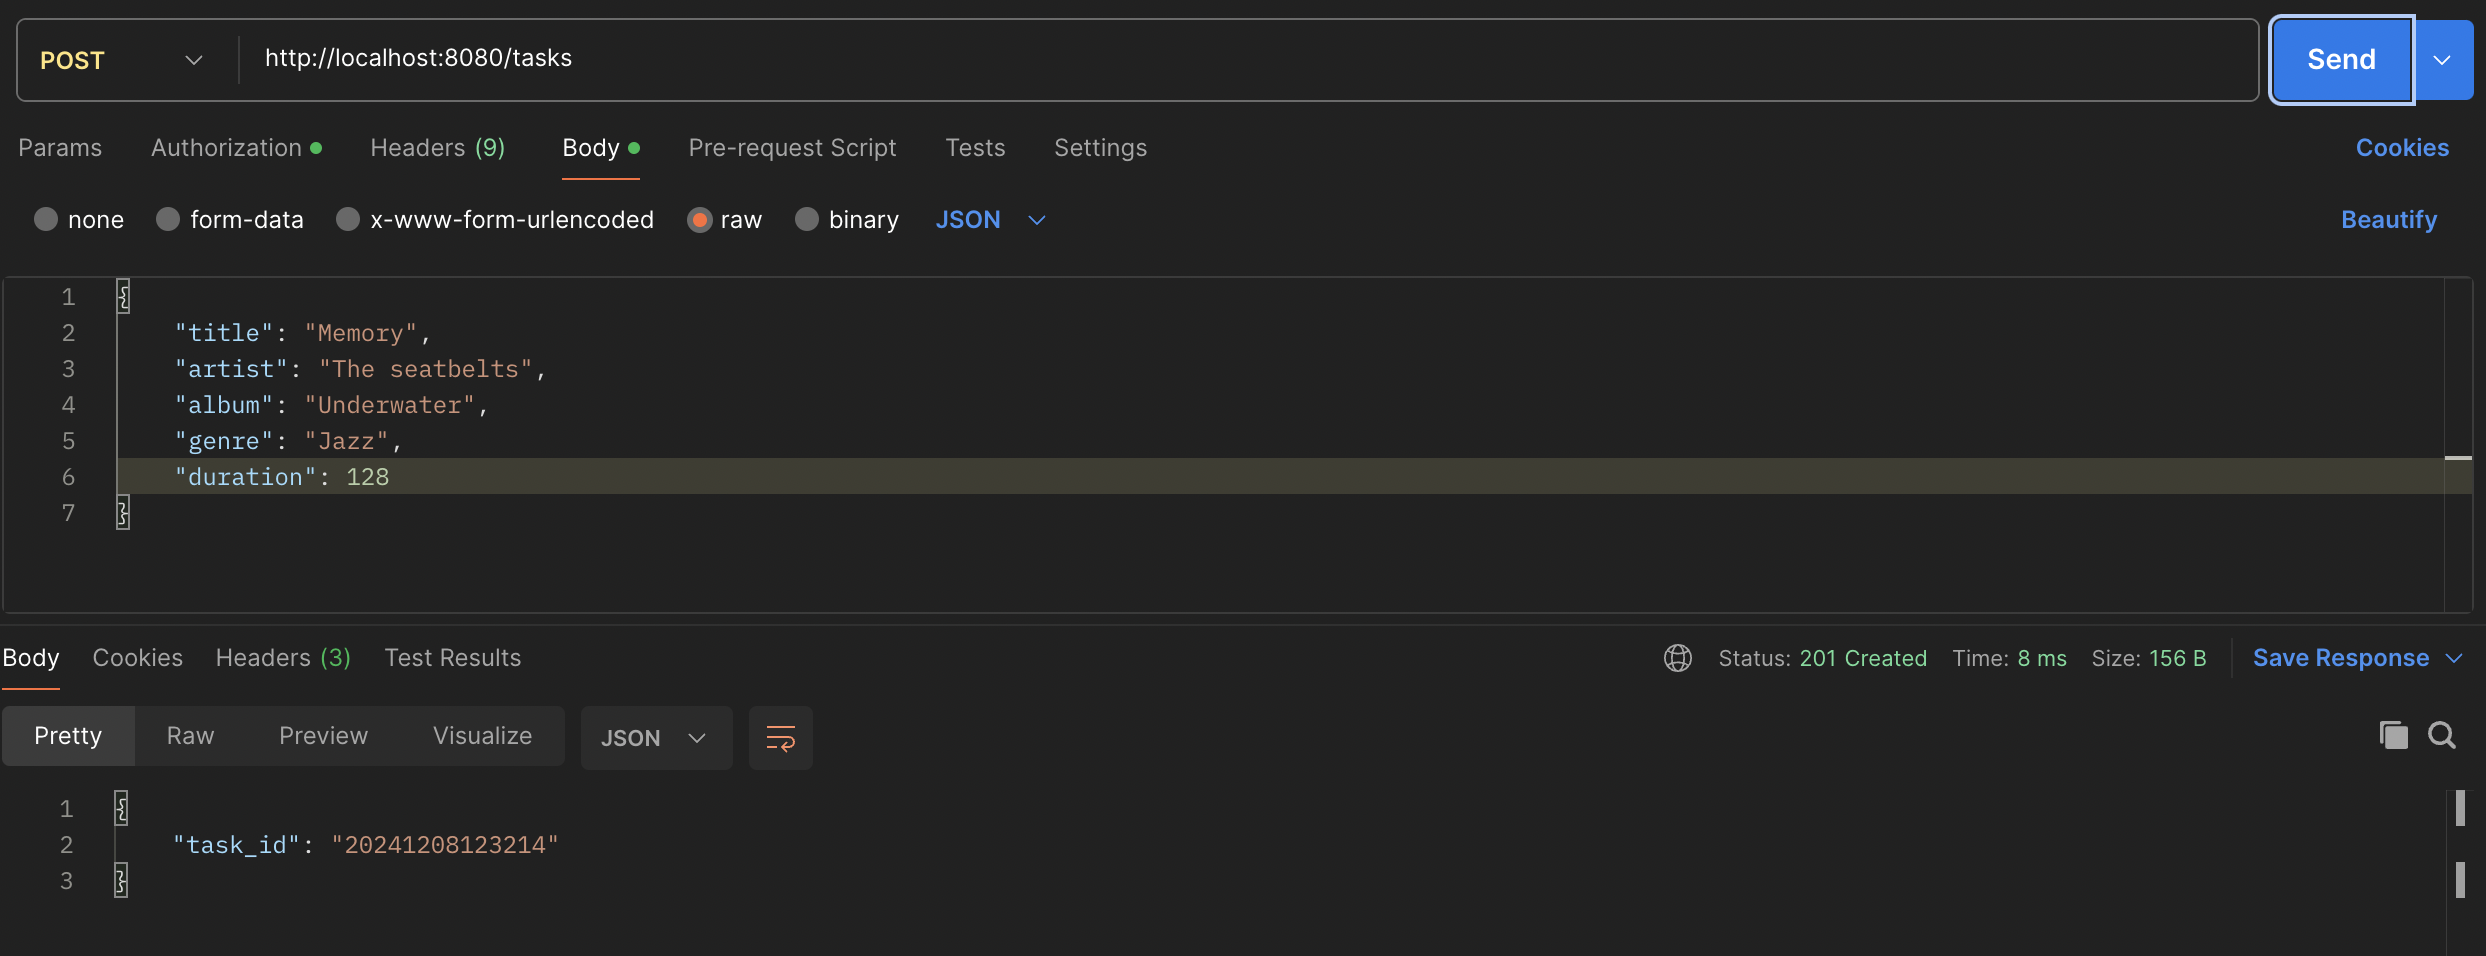 POST http://localhost:8080/tasks Send
Params Authorization Headers (9) Body Pre-request Script Tests Settings Cookies
none form-data x-www-form-urlencoded raw binary JSON Beautify
1 {
2 "title": "Memory",
3 "artist": "The seatbelts",
4 "album": "Underwater",
5 "genre": "Jazz",
6 "duration": 128
7 }
Body Cookies Headers (3) Test Results Status: 201 Created Time: 8 ms Size: 156 B Save Response
Pretty Raw Preview Visualize JSON
1 {
2 "task_id": "20241208123214"
3 }